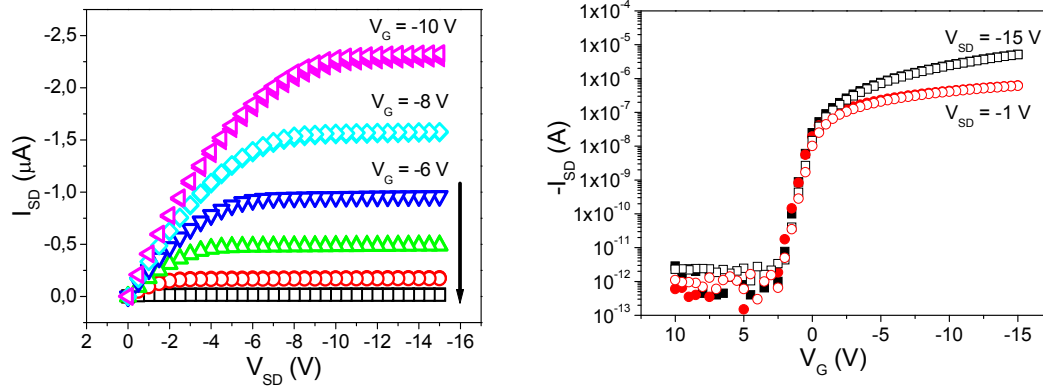 -2,5
-2,0
-1,5
-1,0
-0,5
0,0
I_SD (µA)
V_G = -10 V
V_G = -8 V
V_G = -6 V
2 0 -2 -4 -6 -8 -10 -12 -14 -16
V_SD (V)
1x10^-4
1x10^-5
1x10^-6
1x10^-7
1x10^-8
1x10^-9
1x10^-10
10^-11
10^-12
10^-13
-I_SD (A)
V_SD = -15 V
V_SD = -1 V
10 5 0 -5 -10 -15
V_G (V)